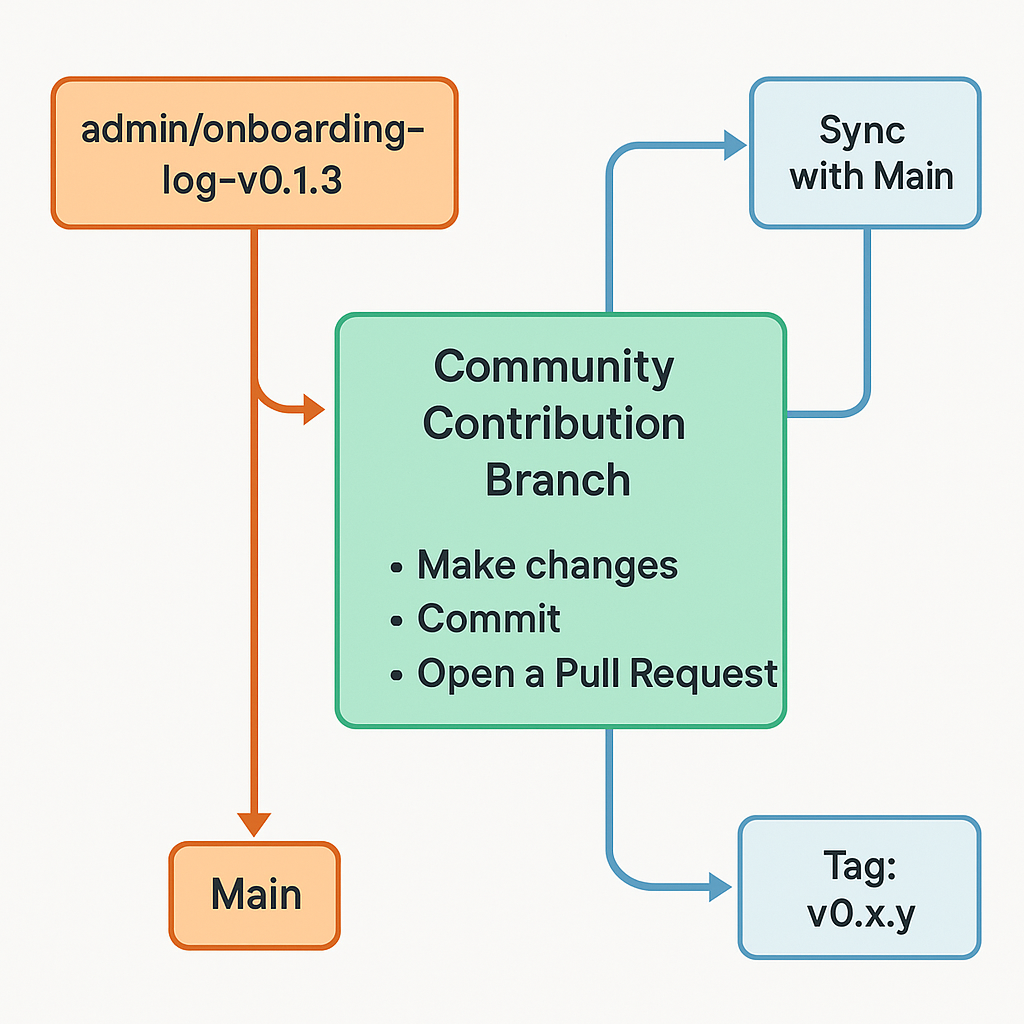 admin/onboarding-
log-v0.1.3
Sync
with Main
Community
Contribution
Branch
• Make changes
• Commit
• Open a Pull Request
Main
Tag:
v0.x.y